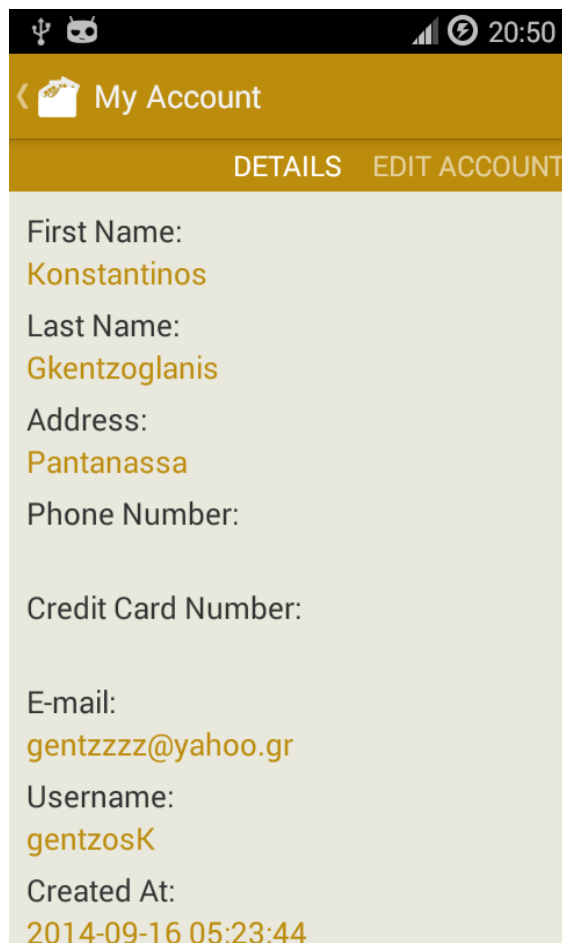 20:50
My Account
DETAILS EDIT ACCOUNT
First Name:
Konstantinos
Last Name:
Gkentzoglanis
Address:
Pantanassa
Phone Number:
Credit Card Number:
E-mail:
gentzzzz@yahoo.gr
Username:
gentzosK
Created At:
2014-09-16 05:23:44